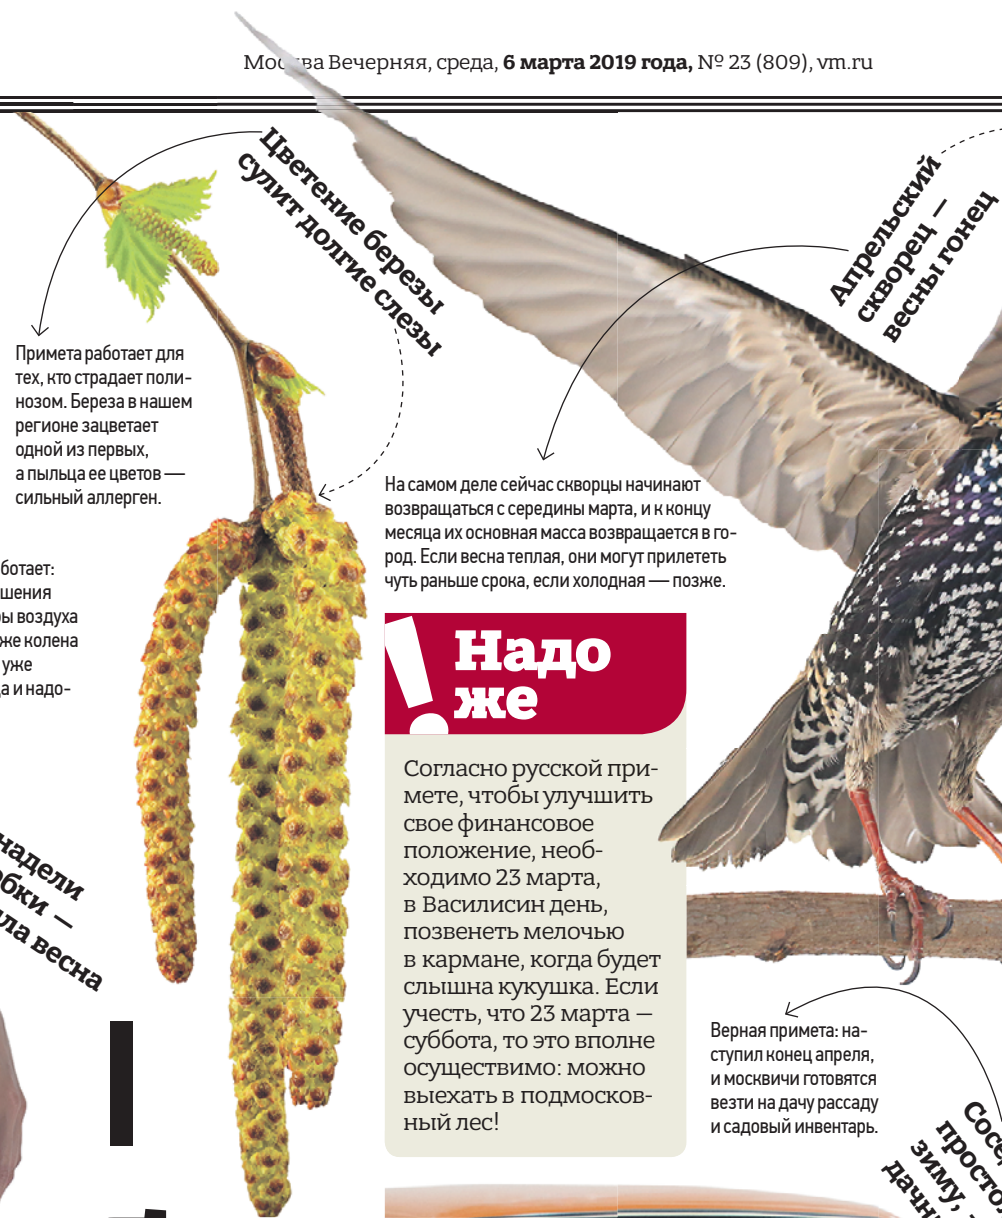 Москва Вечерняя, среда, 6 марта 2019 года, № 23 (809), vm.ru
Цветение березы
сулит долгие слезы
Апрельский
скворец —
весны гонец
Примета работает для
тех, кто страдает поли-
нозом. Береза в нашем
регионе зацветает
одной из первых,
а пыльца ее цветов —
сильный аллерген.
На самом деле сейчас скворцы начинают
возвращаться с середины марта, и к концу
месяца их основная масса возвращается в го-
род. Если весна теплая, они могут прилететь
чуть раньше срока, если холодная — позже.
ботает:
шения
ы воздуха
же колена
уже
а и надо-
надели
бки —
ла весна
Надо
же
Согласно русской при-
мете, чтобы улучшить
свое финансовое
положение, необ-
ходимо 23 марта,
в Василисин день,
позвенеть мелочью
в кармане, когда будет
слышна кукушка. Если
учесть, что 23 марта —
суббота, то это вполне
осуществимо: можно
выехать в подмосков-
ный лес!
Верная примета: на-
ступил конец апреля,
и москвичи готовятся
везти на дачу рассаду
и садовый инвентарь.
Сосе
просто
зиму, -
дачн